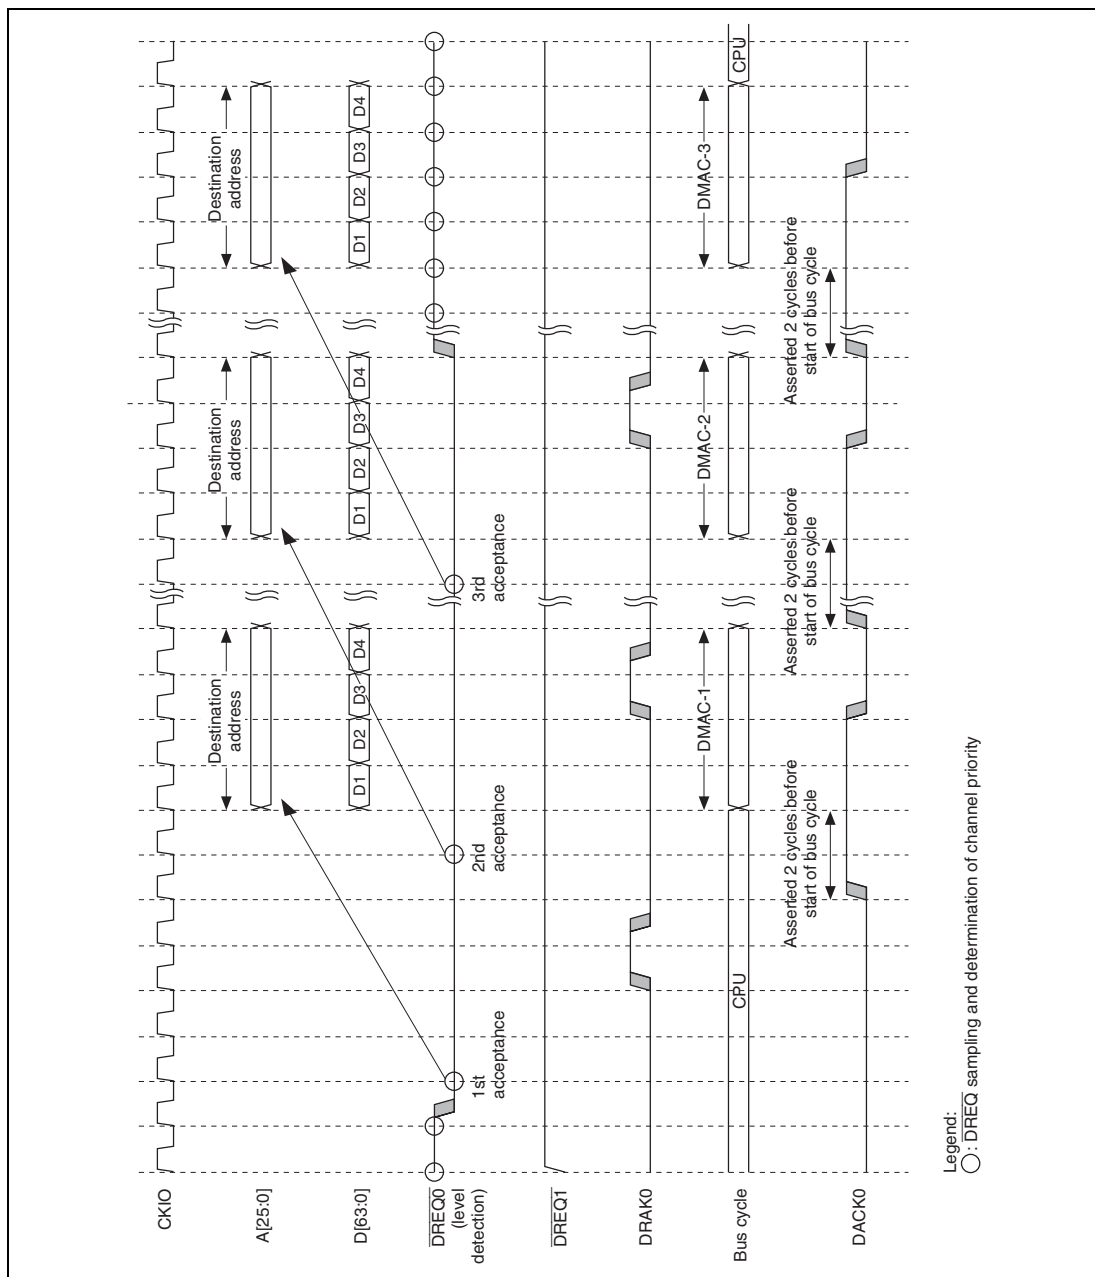 CKIO
A[25:0]
Destination
address
Destination
address
Destination
address
D[63:0]
D1 D2 D3 D4
D1 D2 D3 D4
D1 D2 D3 D4
DREQ0
(level
detection)
1st
acceptance
2nd
acceptance
3rd
acceptance
DREQ1
DRAK0
Bus cycle
CPU
DMAC-1
DMAC-2
DMAC-3
CPU
Asserted 2 cycles before
start of bus cycle
Asserted 2 cycles before
start of bus cycle
Asserted 2 cycles before
start of bus cycle
DACK0
Legend:
: DREQ sampling and determination of channel priority